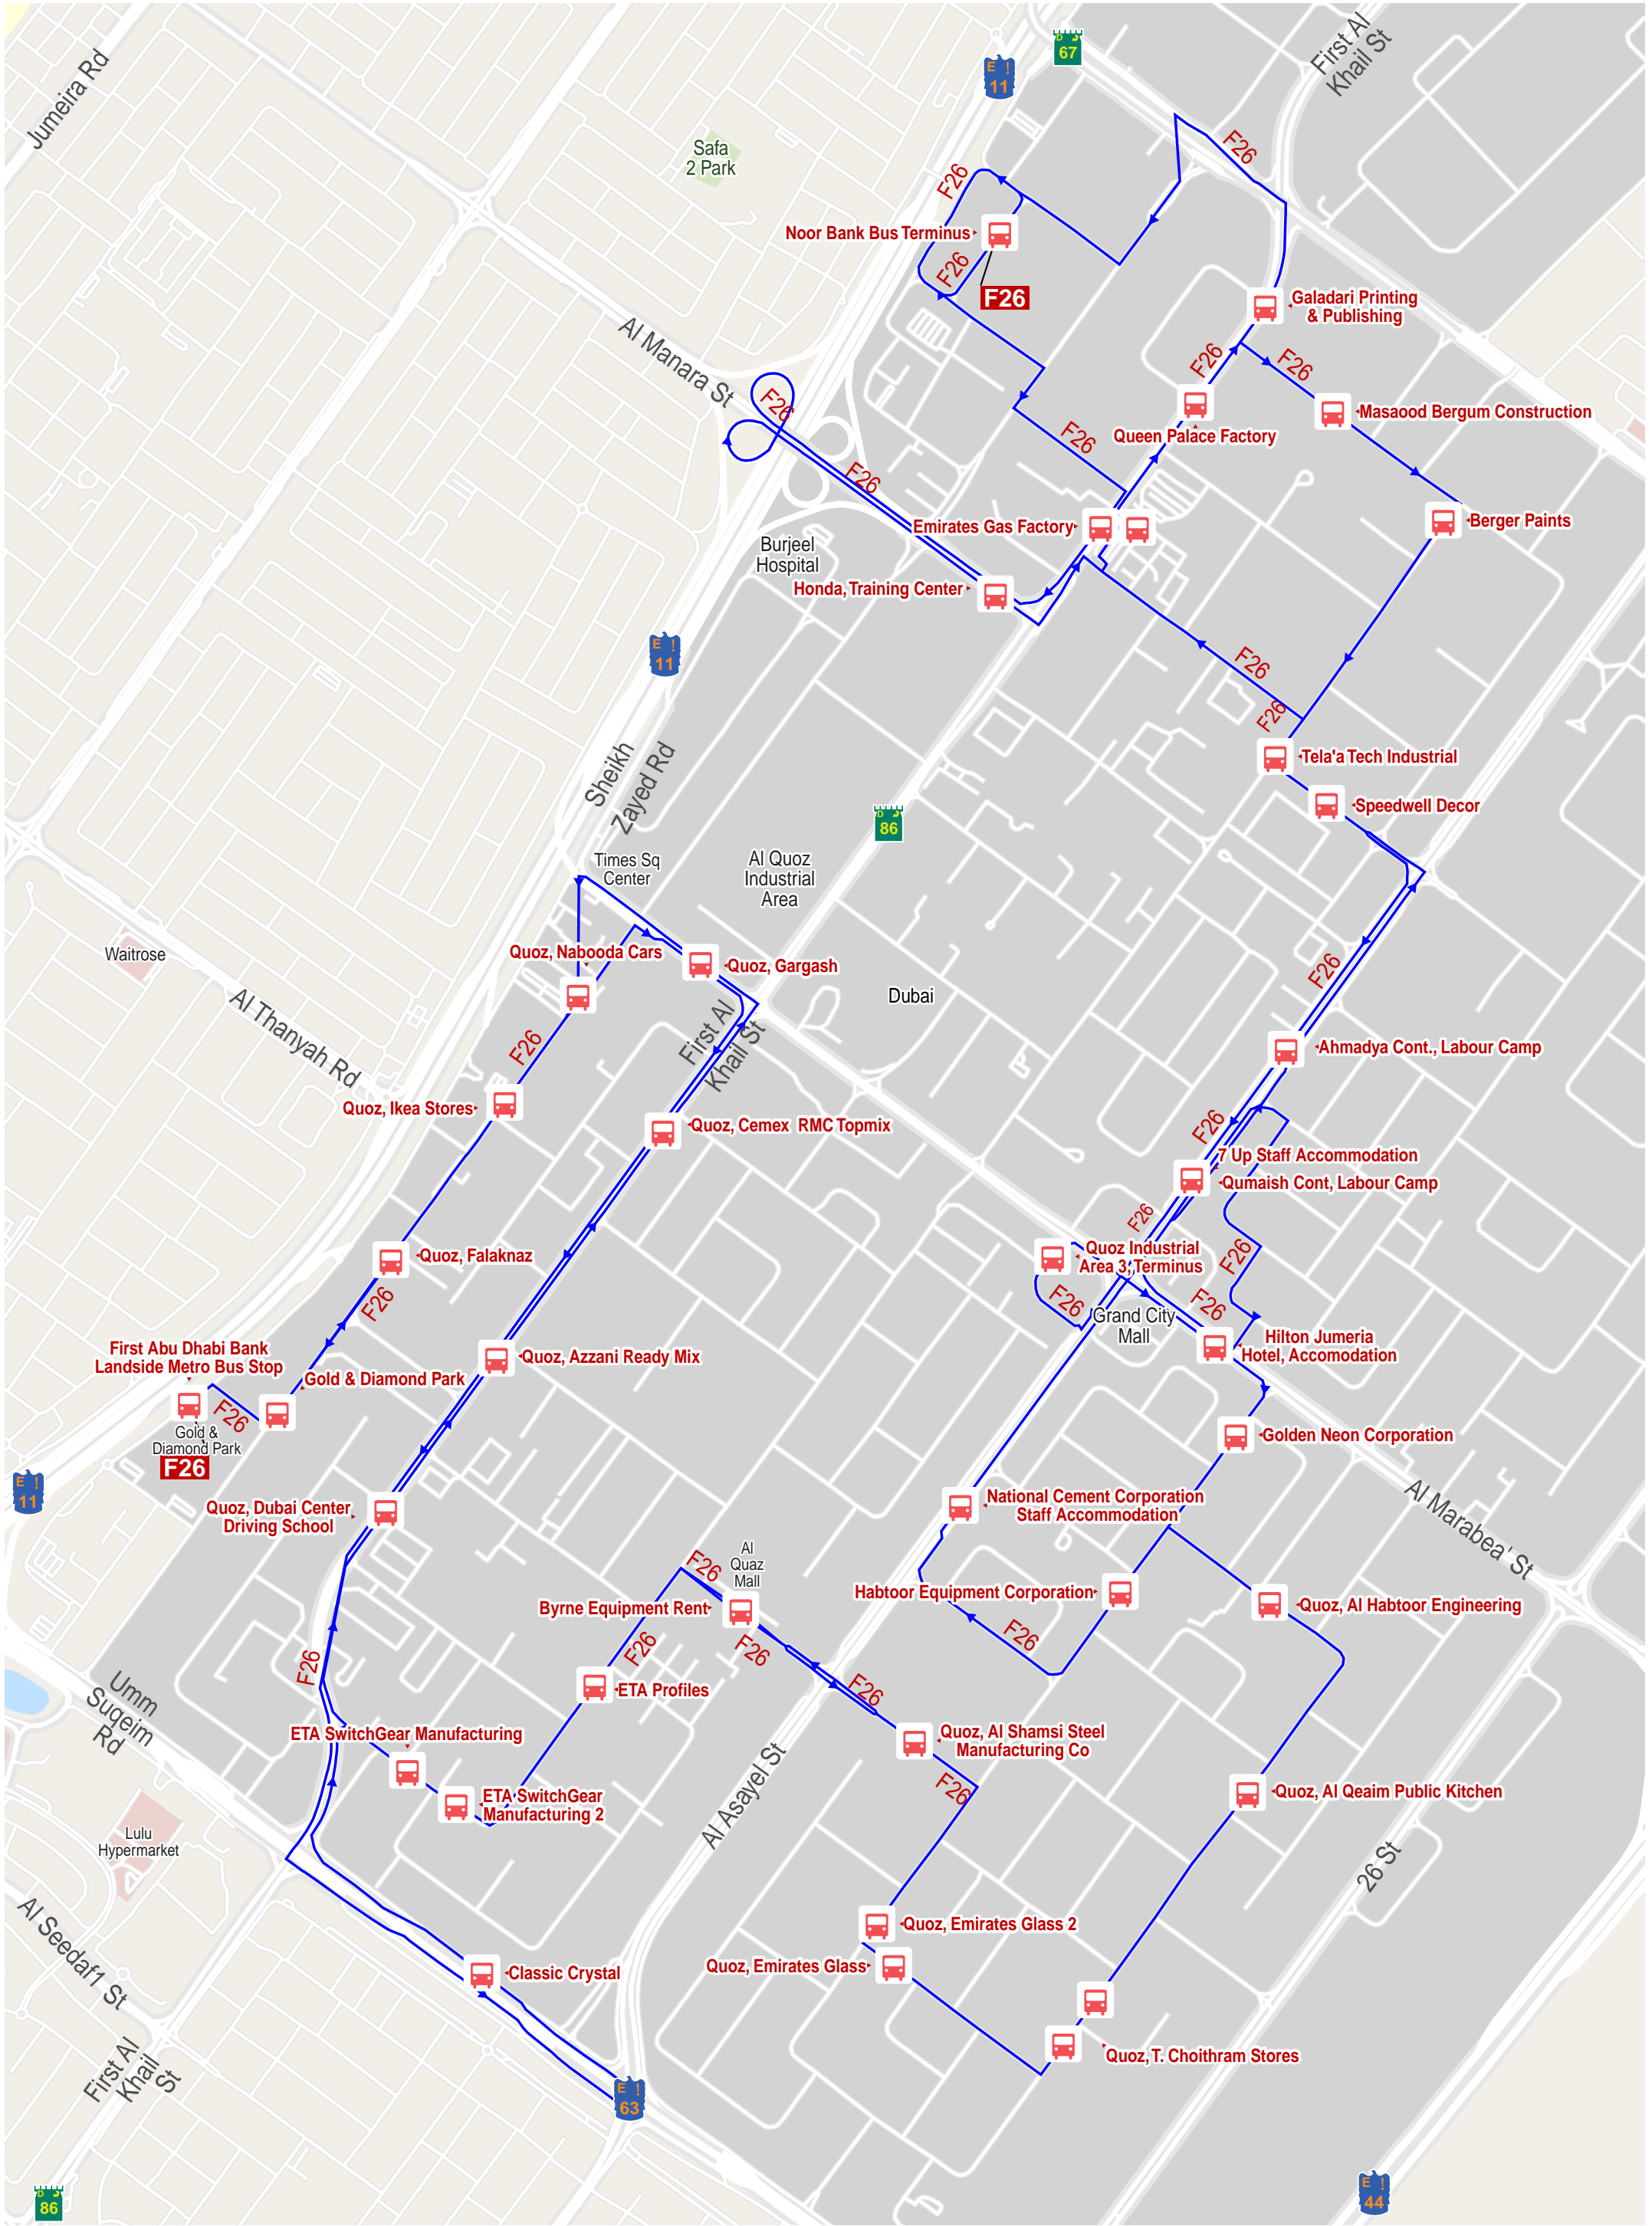 Jumeira Rd
First Al
Khail St
D
67
E
11
F26
Safa
2 Park
F26
Noor Bank Bus Terminus
F26
F26
Galadari Printing
& Publishing
Al Manara St
F26
F26
F26
Masaood Bergum Construction
Queen Palace Factory
F26
F26
Emirates Gas Factory
Berger Paints
Burjeel
Hospital
Honda, Training Center
E
11
F26
F26
Sheikh
Zayed Rd
Tela'a Tech Industrial
Speedwell Decor
D
86
Times Sq
Center
Al Quoz
Industrial
Area
Waitrose
Quoz, Nabooda Cars
Quoz, Gargash
F26
Dubai
Al Thanyah Rd
F26
First Al
Khail St
Ahmadya Cont., Labour Camp
Quoz, Ikea Stores
Quoz, Cemex RMC Topmix
F26
7 Up Staff Accommodation
Qumaish Cont, Labour Camp
F26
Quoz, Falaknaz
Quoz Industrial
Area 3, Terminus
F26
F26
F26
F26
Grand City
Mall
Hilton Jumeria
Hotel, Accomodation
First Abu Dhabi Bank
Landside Metro Bus Stop
Quoz, Azzani Ready Mix
Gold & Diamond Park
F26
Gold &
Diamond Park
F26
Golden Neon Corporation
E
11
Quoz, Dubai Center
Driving School
National Cement Corporation
Staff Accommodation
Al Marabea' St
Al
Quaz
Mall
F26
Habtoor Equipment Corporation
Byrne Equipment Rent
Quoz, Al Habtoor Engineering
F26
F26
F26
F26
ETA Profiles
F26
Umm
Suqeim
Rd
ETA SwitchGear Manufacturing
Quoz, Al Shamsi Steel
Manufacturing Co
F26
ETA SwitchGear
Manufacturing 2
Quoz, Al Qeaim Public Kitchen
Al Asayel St
Lulu
Hypermarket
26 St
Al Seedaf1 St
Quoz, Emirates Glass 2
Quoz, Emirates Glass
Classic Crystal
First Al
Khail
St
Quoz, T. Choithram Stores
E
63
D
86
E
44